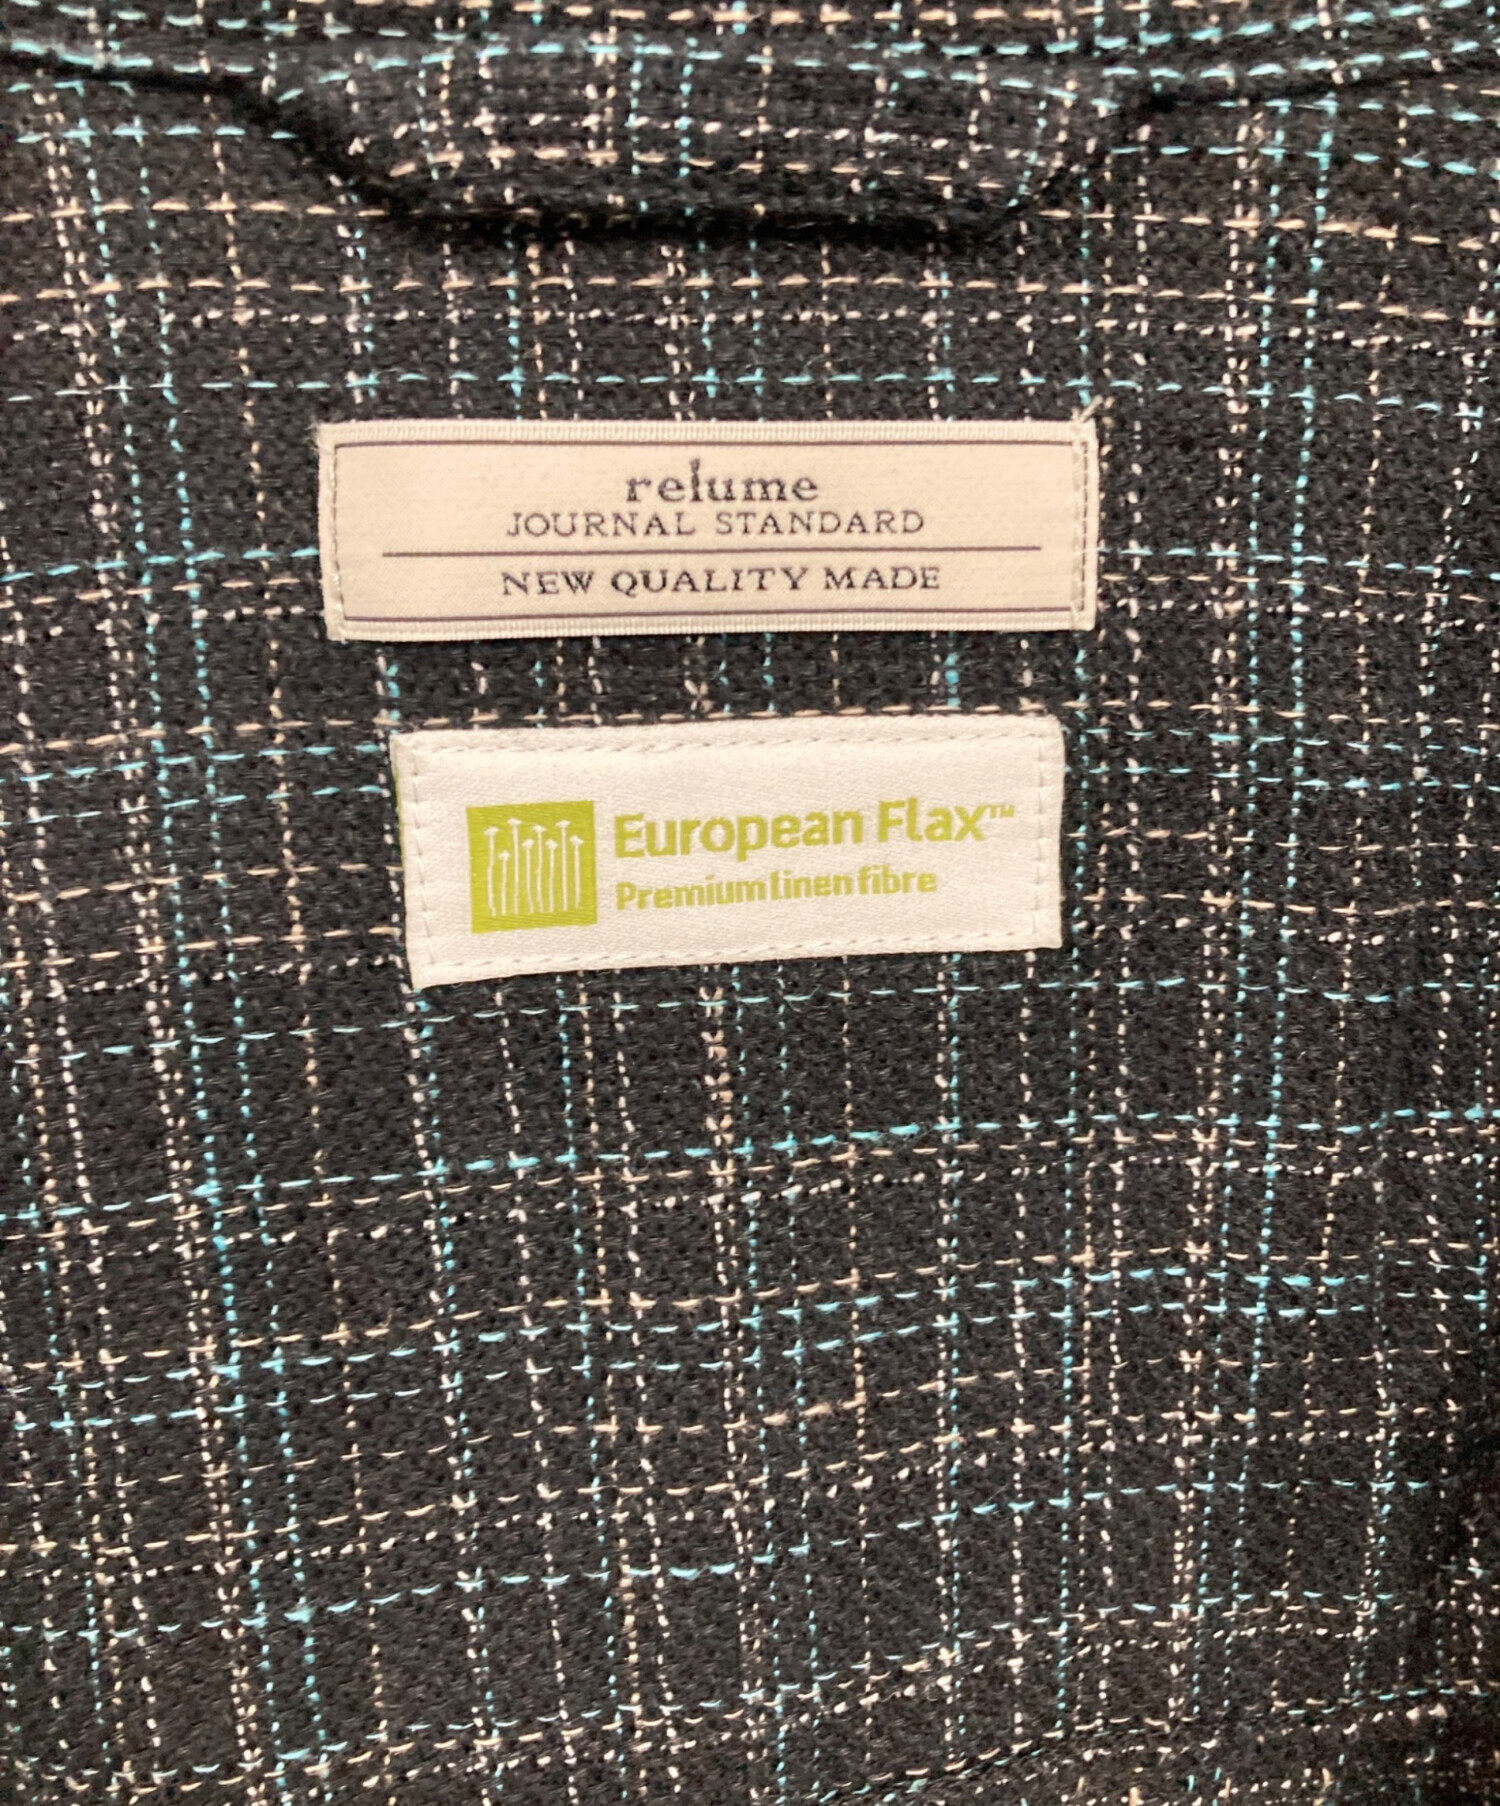 relume
JOURNAL STANDARD
NEW QUALITY MADE
European Flax™
Premium linen fibre